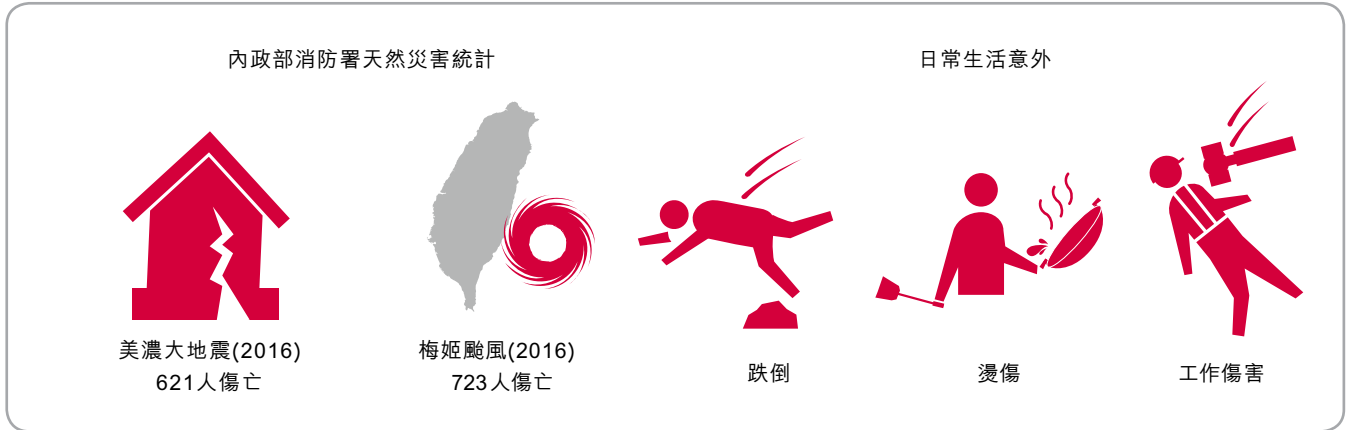 內政部消防署天然災害統計
日常生活意外
美濃大地震(2016)
621人傷亡
梅姬颱風(2016)
723人傷亡
跌倒
燙傷
工作傷害